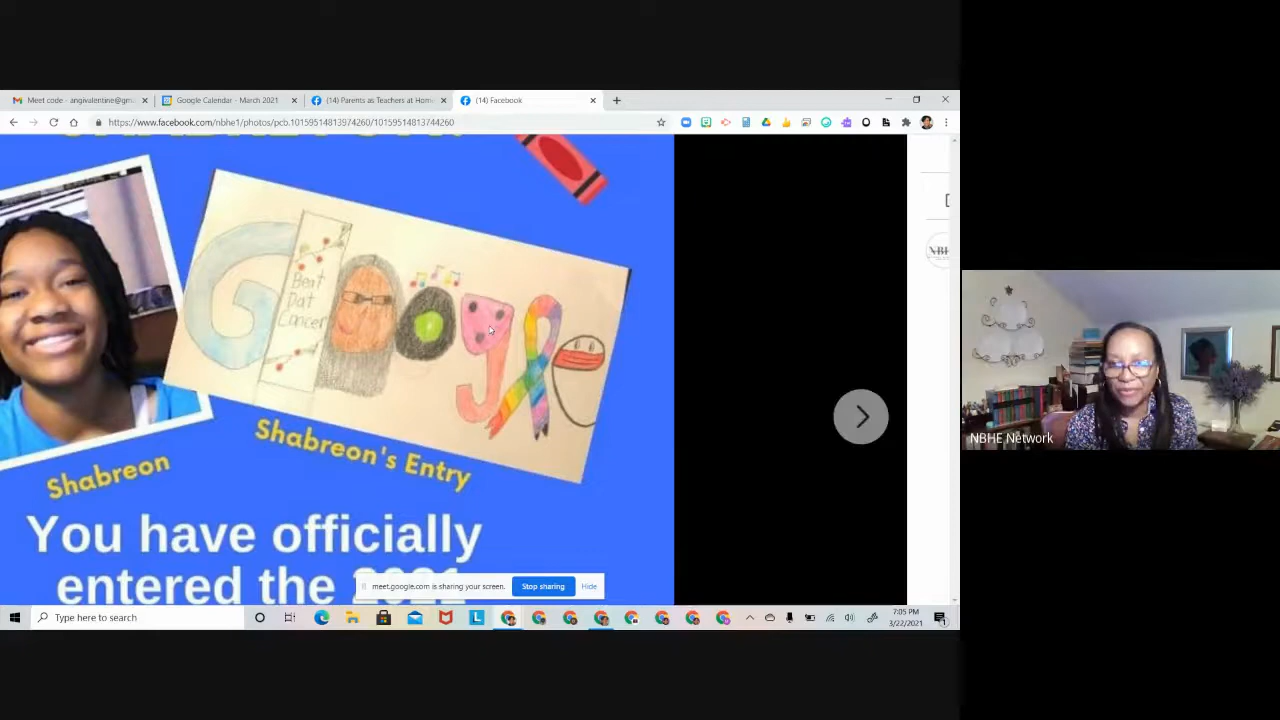 Meet code - angivalentine@gm
Google Calendar - March 2021
(14) Parents as Teachers at Hom
(14) Facebook
https://www.facebook.com/nbhe1/photos/pcb.10159514813974260/10159514813744260
Beat
Dat
Cancer
Google
NBH
Shabreon
Shabreon's Entry
You have officially
entered the 2021
meet.google.com is sharing your screen.
Stop sharing
Hide
NBHE Network
Type here to search
7:05 PM
3/22/2021